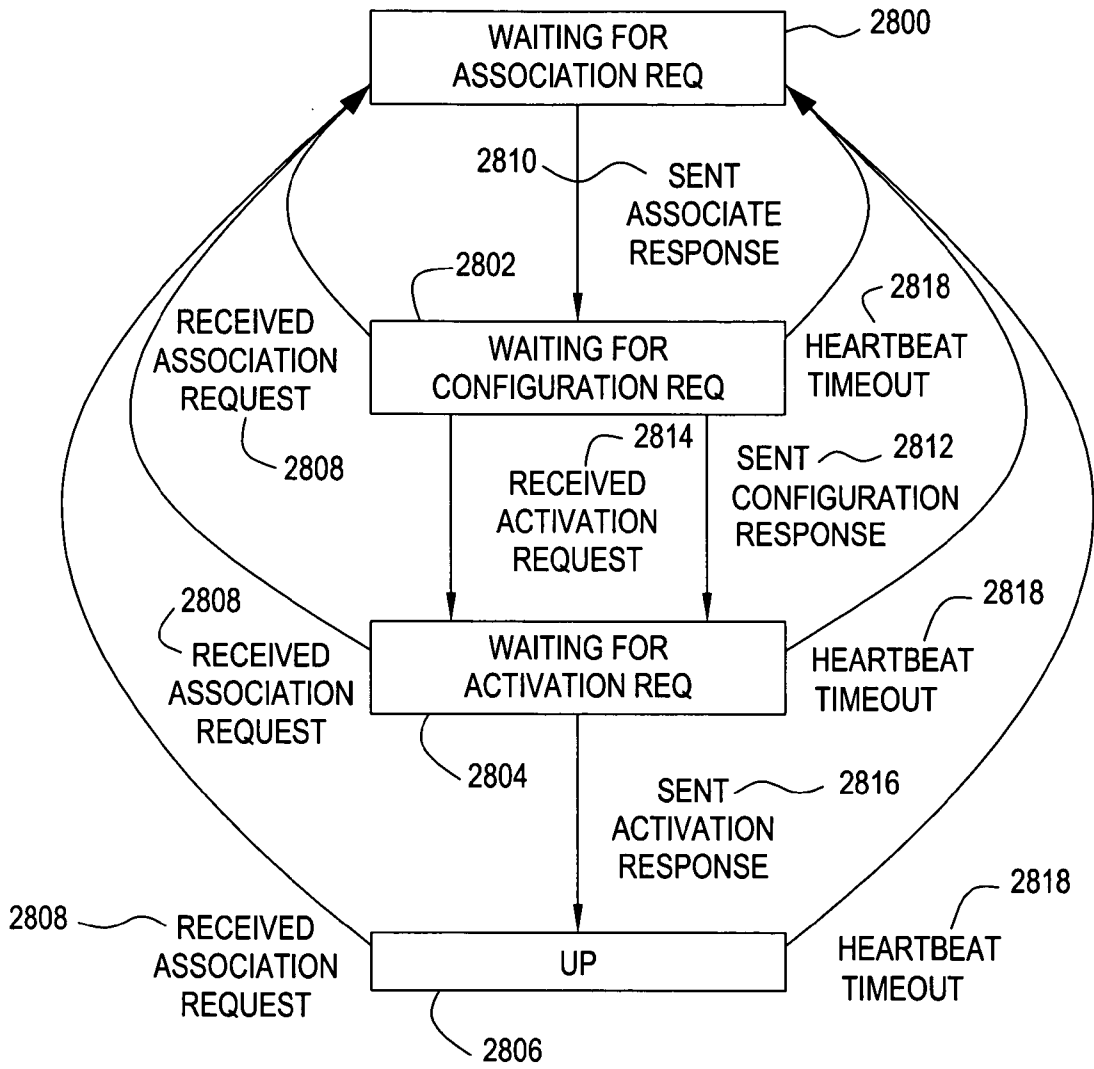 WAITING FOR
ASSOCIATION REQ
2800
2810
SENT
ASSOCIATE
RESPONSE
2802
RECEIVED
ASSOCIATION
REQUEST
2808
WAITING FOR
CONFIGURATION REQ
2818
HEARTBEAT
TIMEOUT
2814
RECEIVED
ACTIVATION
REQUEST
SENT
2812
CONFIGURATION
RESPONSE
2808
RECEIVED
ASSOCIATION
REQUEST
WAITING FOR
ACTIVATION REQ
2818
HEARTBEAT
TIMEOUT
2804
SENT
2816
ACTIVATION
RESPONSE
2808
RECEIVED
ASSOCIATION
REQUEST
UP
2818
HEARTBEAT
TIMEOUT
2806